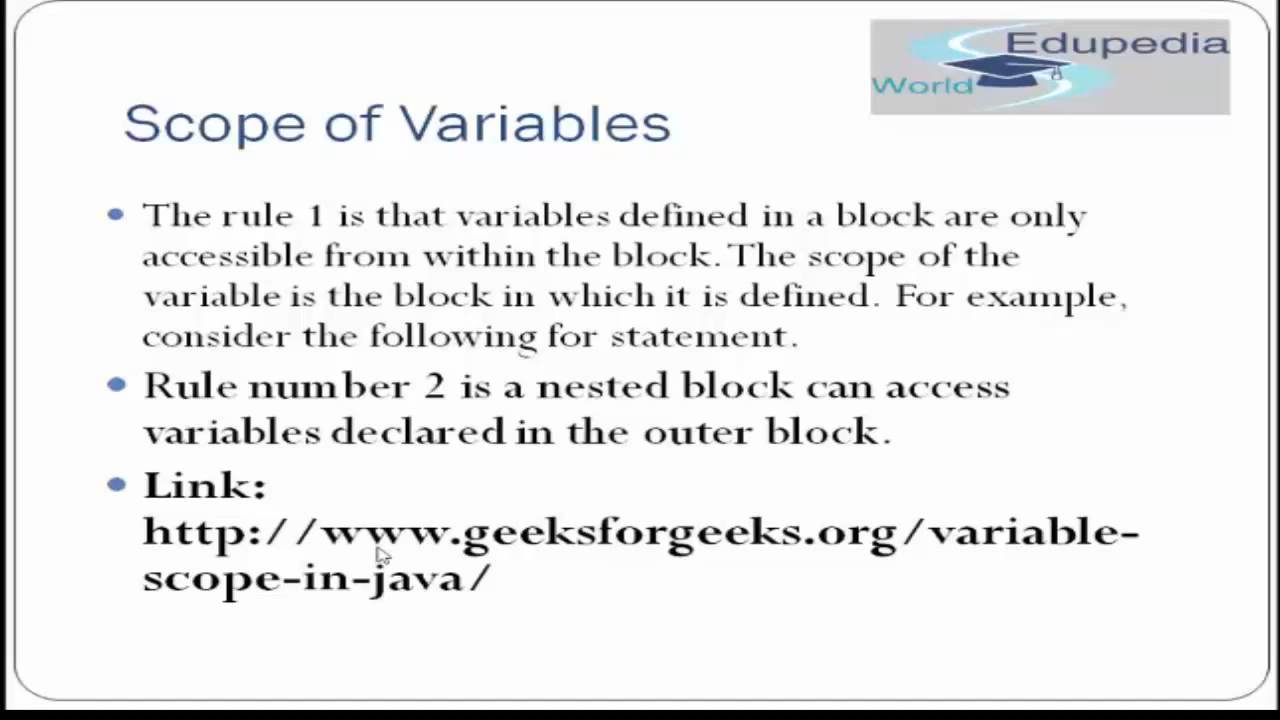 Edupedia
World
Scope of Variables
The rule 1 is that variables defined in a block are only
accessible from within the block. The scope of the
variable is the block in which it is defined. For example,
consider the following for statement.
Rule number 2 is a nested block can access
variables declared in the outer block.
Link:
http://www.geeksforgeeks.org/variable-
scope-in-java/